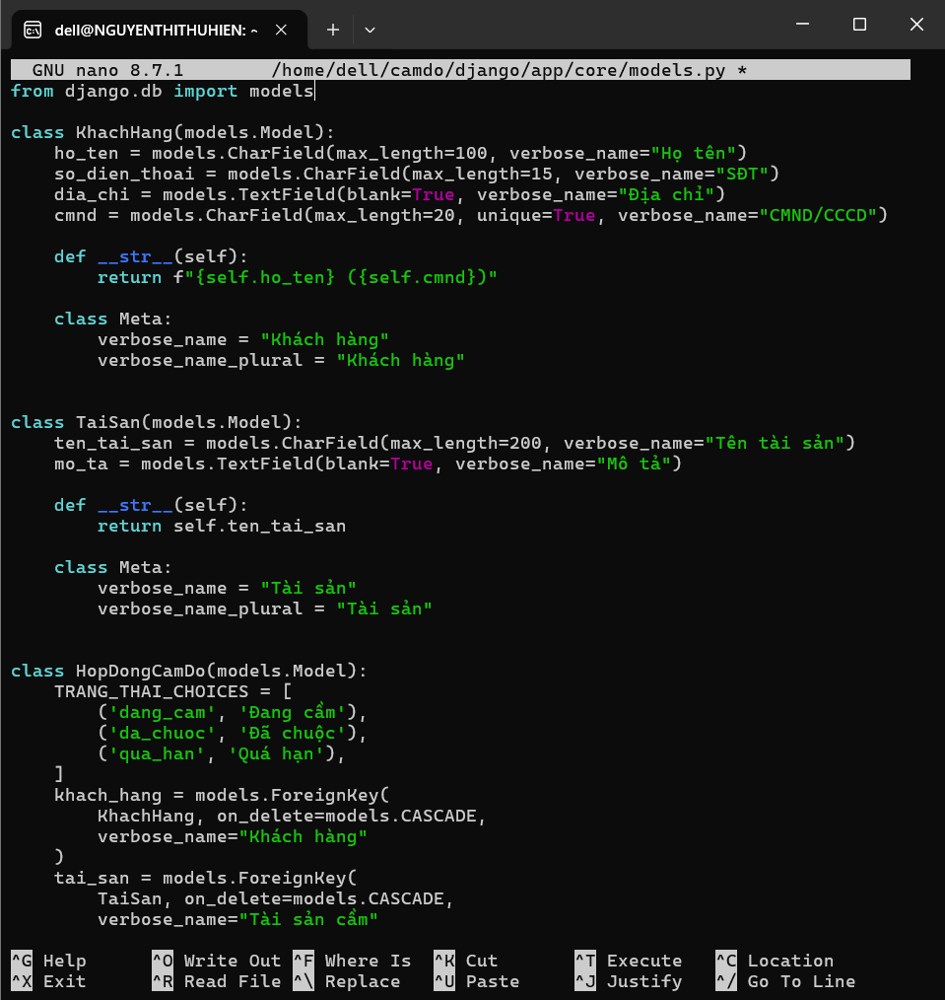 dell@NGUYENTHITHUHIEN: ~
GNU nano 8.7.1 /home/dell/camdo/django/app/core/models.py *
from django.db import models

class KhachHang(models.Model):
    ho_ten = models.CharField(max_length=100, verbose_name="Họ tên")
    so_dien_thoai = models.CharField(max_length=15, verbose_name="SĐT")
    dia_chi = models.TextField(blank=True, verbose_name="Địa chỉ")
    cmnd = models.CharField(max_length=20, unique=True, verbose_name="CMND/CCCD")

    def __str__(self):
        return f"{self.ho_ten} ({self.cmnd})"

    class Meta:
        verbose_name = "Khách hàng"
        verbose_name_plural = "Khách hàng"


class TaiSan(models.Model):
    ten_tai_san = models.CharField(max_length=200, verbose_name="Tên tài sản")
    mo_ta = models.TextField(blank=True, verbose_name="Mô tả")

    def __str__(self):
        return self.ten_tai_san

    class Meta:
        verbose_name = "Tài sản"
        verbose_name_plural = "Tài sản"


class HopDongCamDo(models.Model):
    TRANG_THAI_CHOICES = [
        ('dang_cam', 'Đang cầm'),
        ('da_chuoc', 'Đã chuộc'),
        ('qua_han', 'Quá hạn'),
    ]
    khach_hang = models.ForeignKey(
        KhachHang, on_delete=models.CASCADE,
        verbose_name="Khách hàng"
    )
    tai_san = models.ForeignKey(
        TaiSan, on_delete=models.CASCADE,
        verbose_name="Tài sản cầm"

^G Help ^O Write Out ^F Where Is ^K Cut ^T Execute ^C Location
^X Exit ^R Read File ^\ Replace ^U Paste ^J Justify ^/ Go To Line